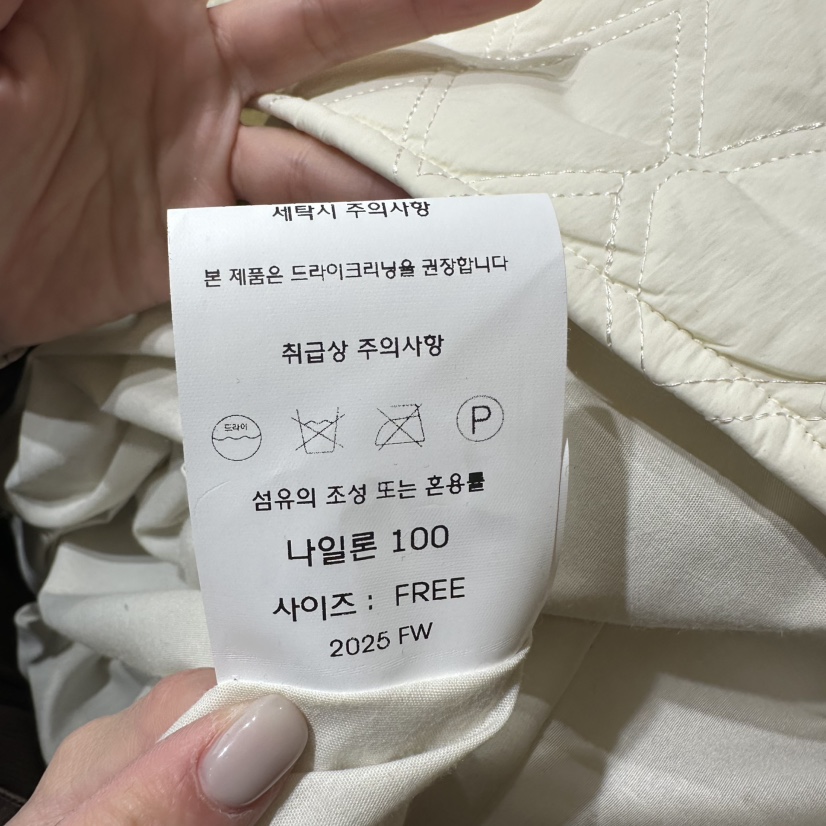 세탁시 주의사항
본 제품은 드라이크리닝을 권장합니다
취급상 주의사항
드라이 P
섬유의 조성 또는 혼용률
나일론 100
사이즈 : FREE
2025 FW